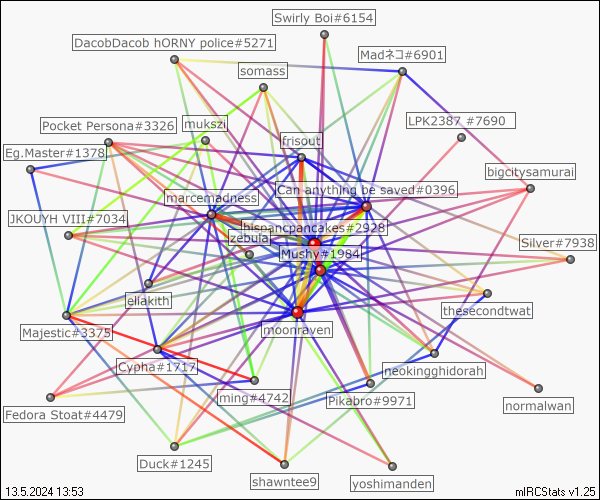 Swirly Boi#6154
DacobDacob hORNY police#5271
Madネコ#6901
somass
LPK2387 #7690
mukszi
Pocket Persona#3326
frisout
Eg.Master#1378
bigcitysamurai
Can anything be saved#0396
marcemadness
JKOUYH VIII#7034
hispancpancakes#2928
zebula
Silver#7938
Mushy#1984
eliakith
thesecondtwat
Majestic#3375
moonraven
Cypha#1717
neokingghidorah
ming#4742
Pikabro#9971
normalwan
Fedora Stoat#4479
Duck#1245
shawntee9
yoshimanden
13.5.2024 13:53
mIRCStats v1.25